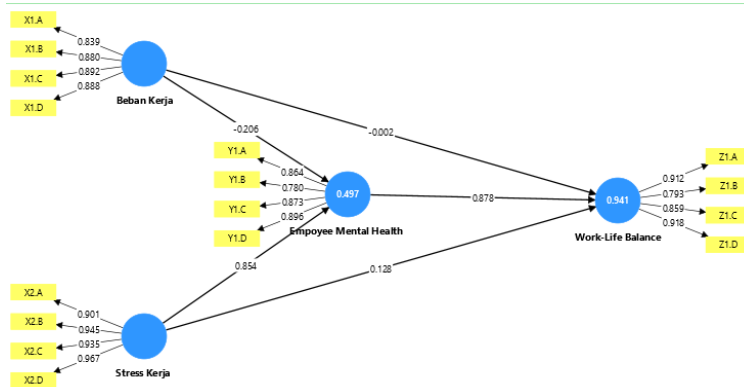 X1.A
0.839
X1.B
0.880
X1.C
0.892
X1.D
0.888
Beban Kerja
-0.206
-0.002
Y1.A
0.864
Y1.B
0.780
Y1.C
0.873
Y1.D
0.896
0.497
Empoyee Mental Health
0.878
Z1.A
0.912
Z1.B
0.793
0.941
Z1.C
0.859
Z1.D
0.918
Work-Life Balance
0.854
0.128
X2.A
0.901
X2.B
0.945
X2.C
0.935
X2.D
0.967
Stress Kerja